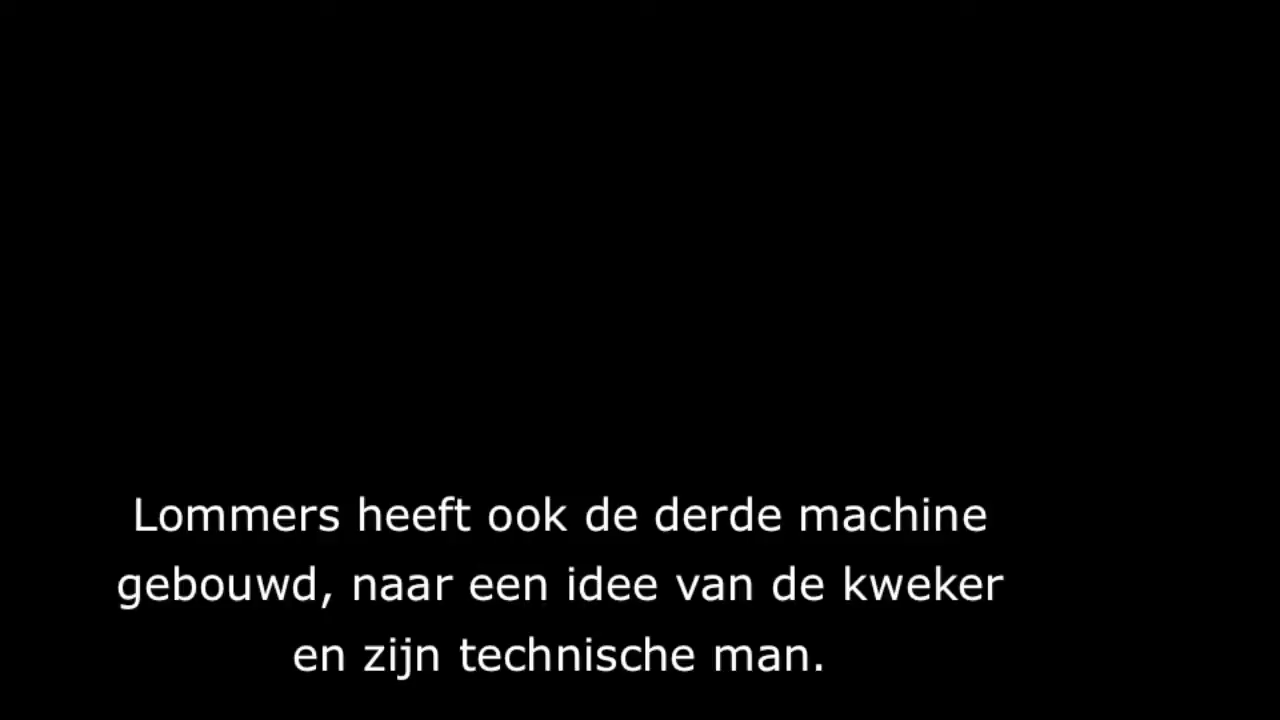 Lommers heeft ook de derde machine
gebouwd, naar een idee van de kweker
en zijn technische man.